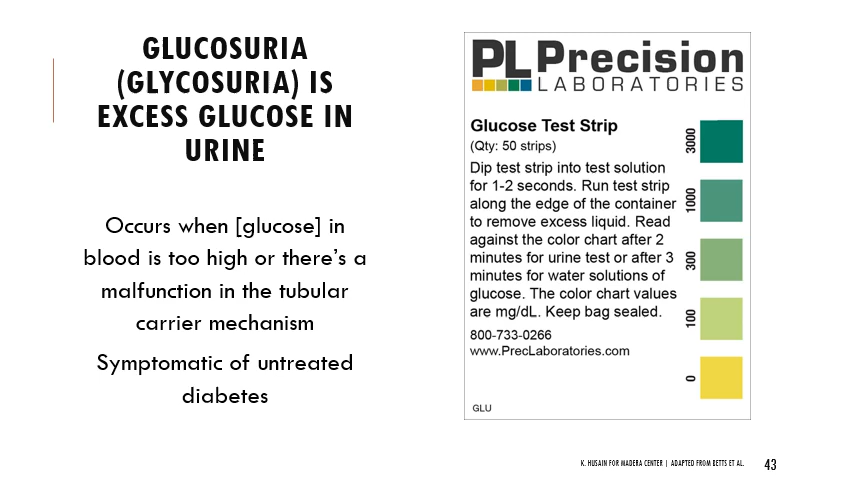 GLUCOSURIA
(GLYCOSURIA) IS
EXCESS GLUCOSE IN
URINE
Occurs when [glucose] in
blood is too high or there's a
malfunction in the tubular
carrier mechanism
Symptomatic of untreated
diabetes
PL Precision
LABORATORIES
Glucose Test Strip
(Qty: 50 strips)
Dip test strip into test solution
for 1-2 seconds. Run test strip
along the edge of the container
to remove excess liquid. Read
against the color chart after 2
minutes for urine test or after 3
minutes for water solutions of
glucose. The color chart values
are mg/dL. Keep bag sealed.
800-733-0266
www.PrecLaboratories.com
GLU
3000
1000
300
100
0
K. HUSAIN FOR MADERA CENTER | ADAPTED FROM BETTS ET AL.
43